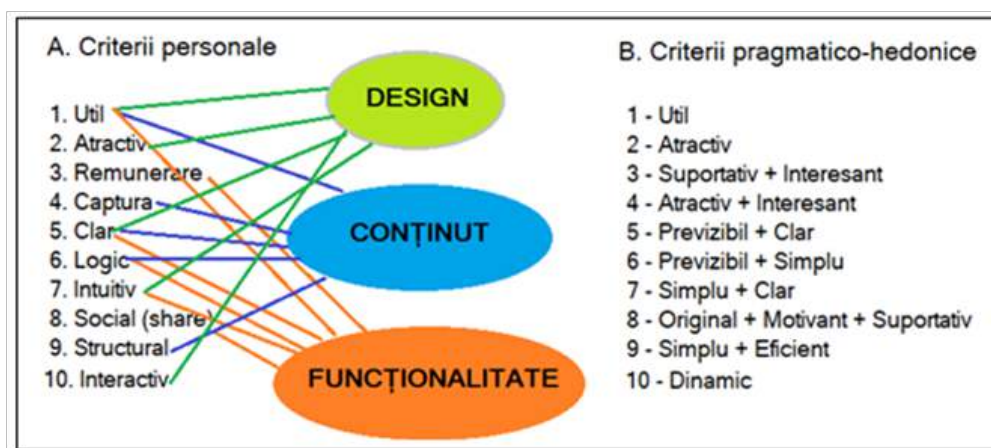 A. Criterii personale
1. Util
2. Atractiv
3. Remunerare
4. Captura
5. Clar
6. Logic
7. Intuitiv
8. Social (share)
9. Structural
10. Interactiv
DESIGN
CONȚINUT
FUNCȚIONALITATE
B. Criterii pragmatico-hedonice
1 - Util
2 - Atractiv
3 - Suportativ + Interesant
4 - Atractiv + Interesant
5 - Previzibil + Clar
6 - Previzibil + Simplu
7 - Simplu + Clar
8 - Original + Motivant + Suportativ
9 - Simplu + Eficient
10 - Dinamic